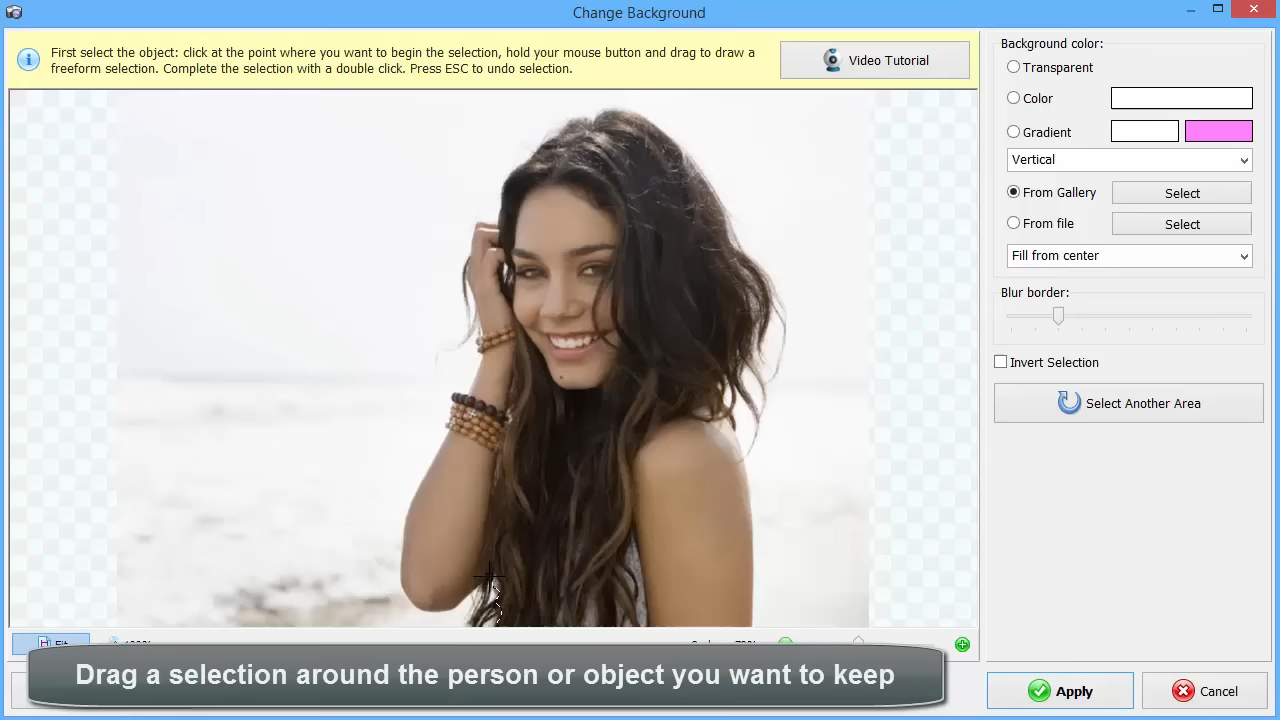 Change Background
First select the object: click at the point where you want to begin the selection, hold your mouse button and drag to draw a
freeform selection. Complete the selection with a double click. Press ESC to undo selection.
Video Tutorial
Background color:
Transparent
Color
Gradient
Vertical
From Gallery
Select
From file
Select
Fill from center
Blur border:
Invert Selection
Select Another Area
Drag a selection around the person or object you want to keep
Apply
Cancel